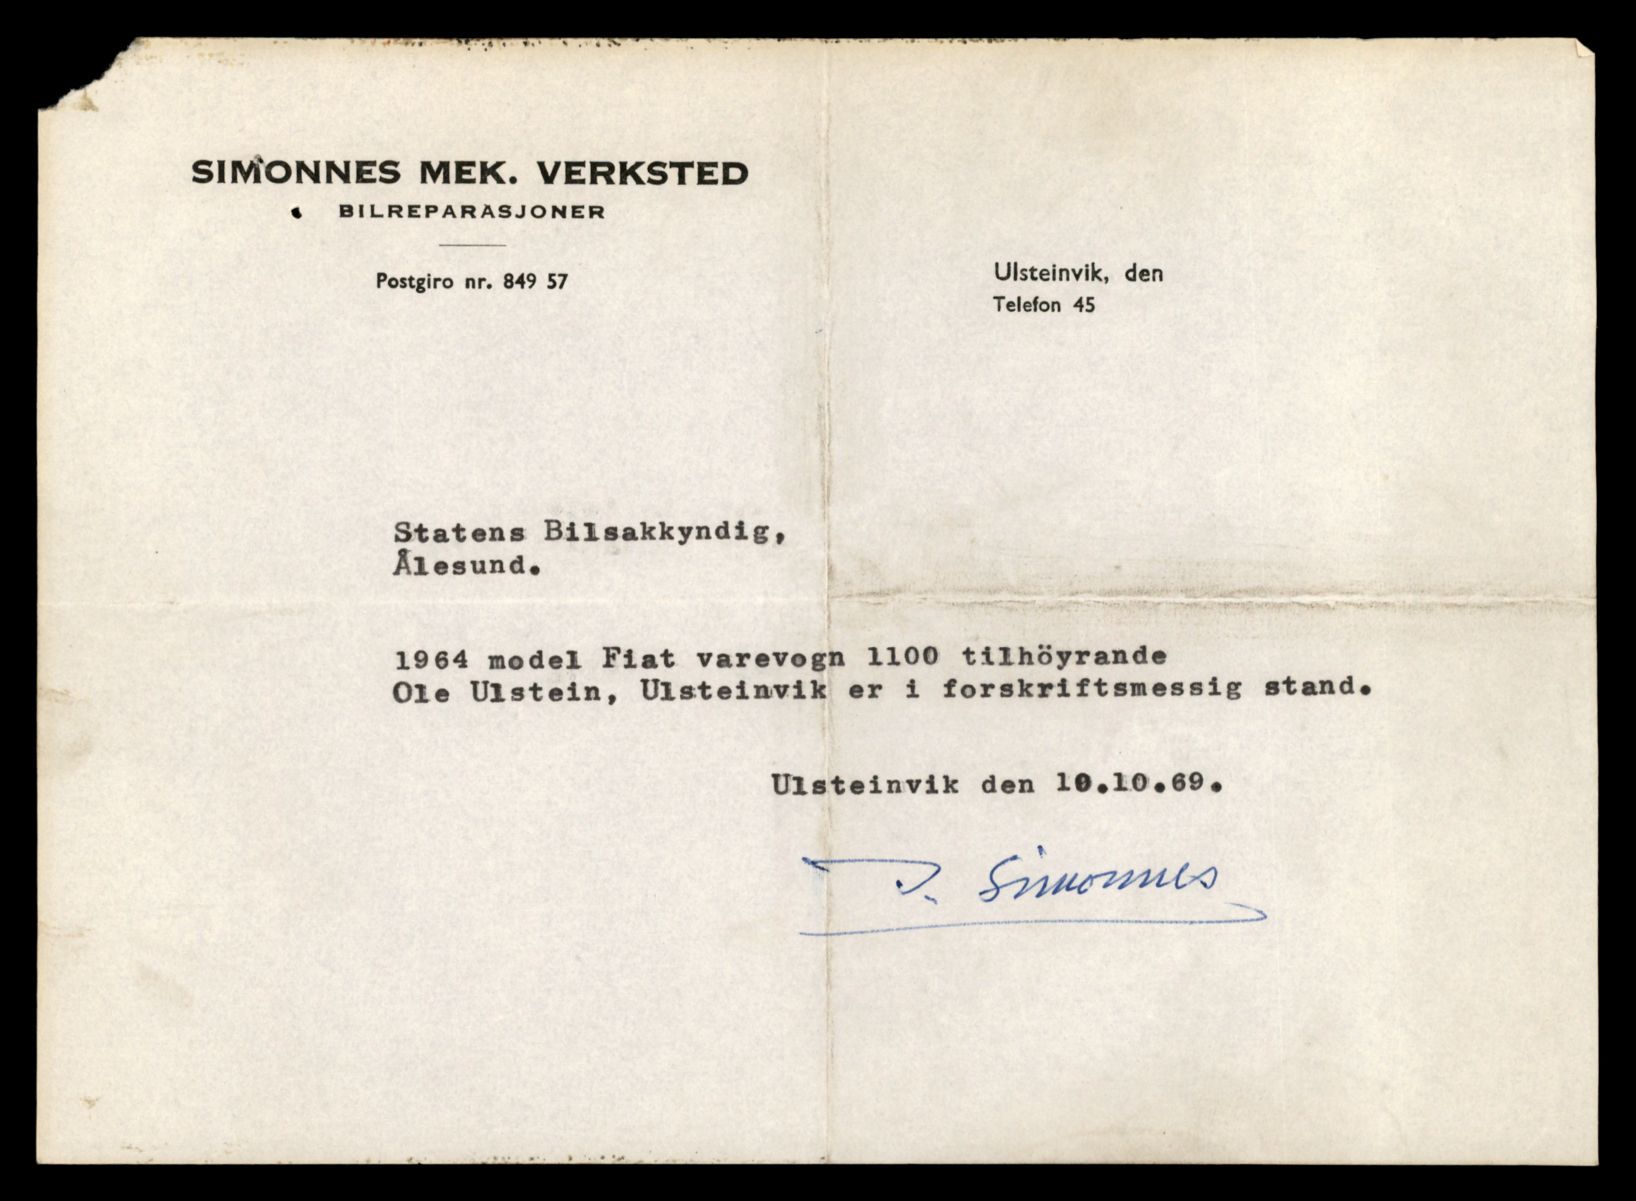 SIMONNES MEK. VERKSTED
BILREPARASJONER
Postgiro nr. 849 57
Ulsteinvik, den
Telefon 45
Statens Bilsakkyndig,
Ålesund.
1964 model Fiat varevogn 1100 tilhöyrande
Ole Ulstein, Ulsteinvik er i forskriftsmessig stand.
Ulsteinvik den 10.10.69.
Simonnes